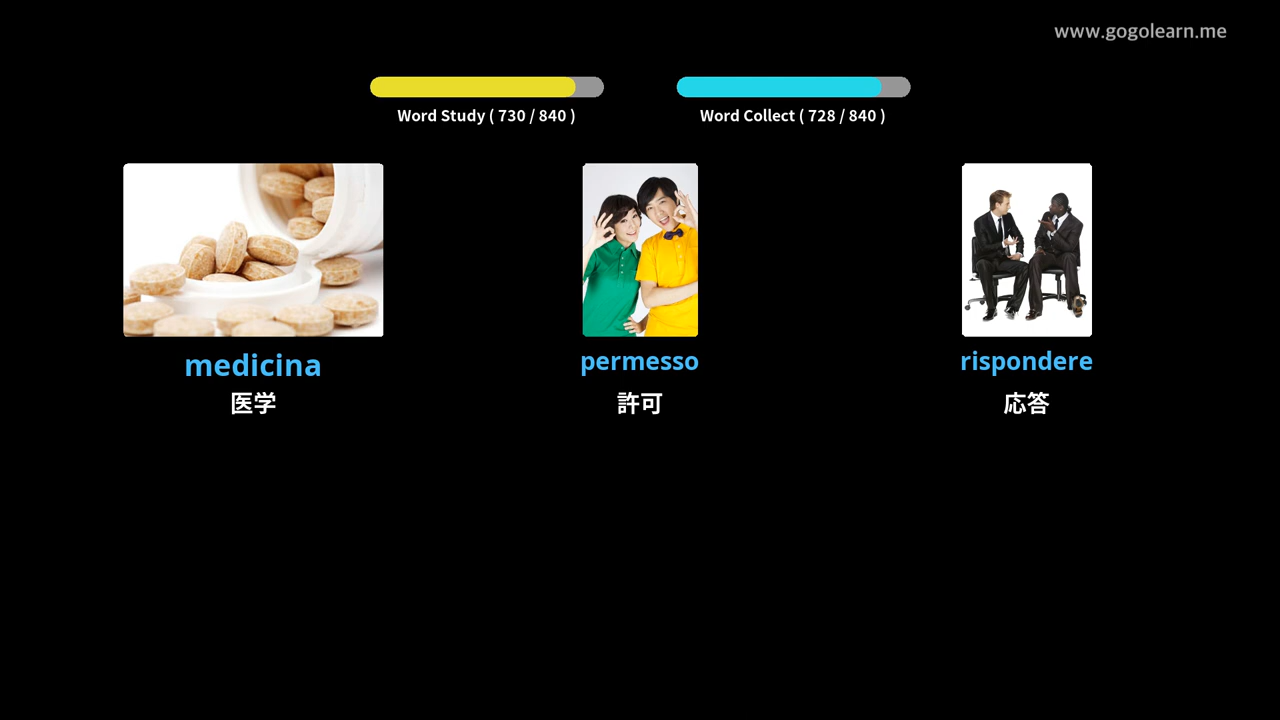 www.gogolearn.me
Word Study ( 730 / 840 )
Word Collect ( 728 / 840 )
medicina
医学
permesso
許可
rispondere
応答